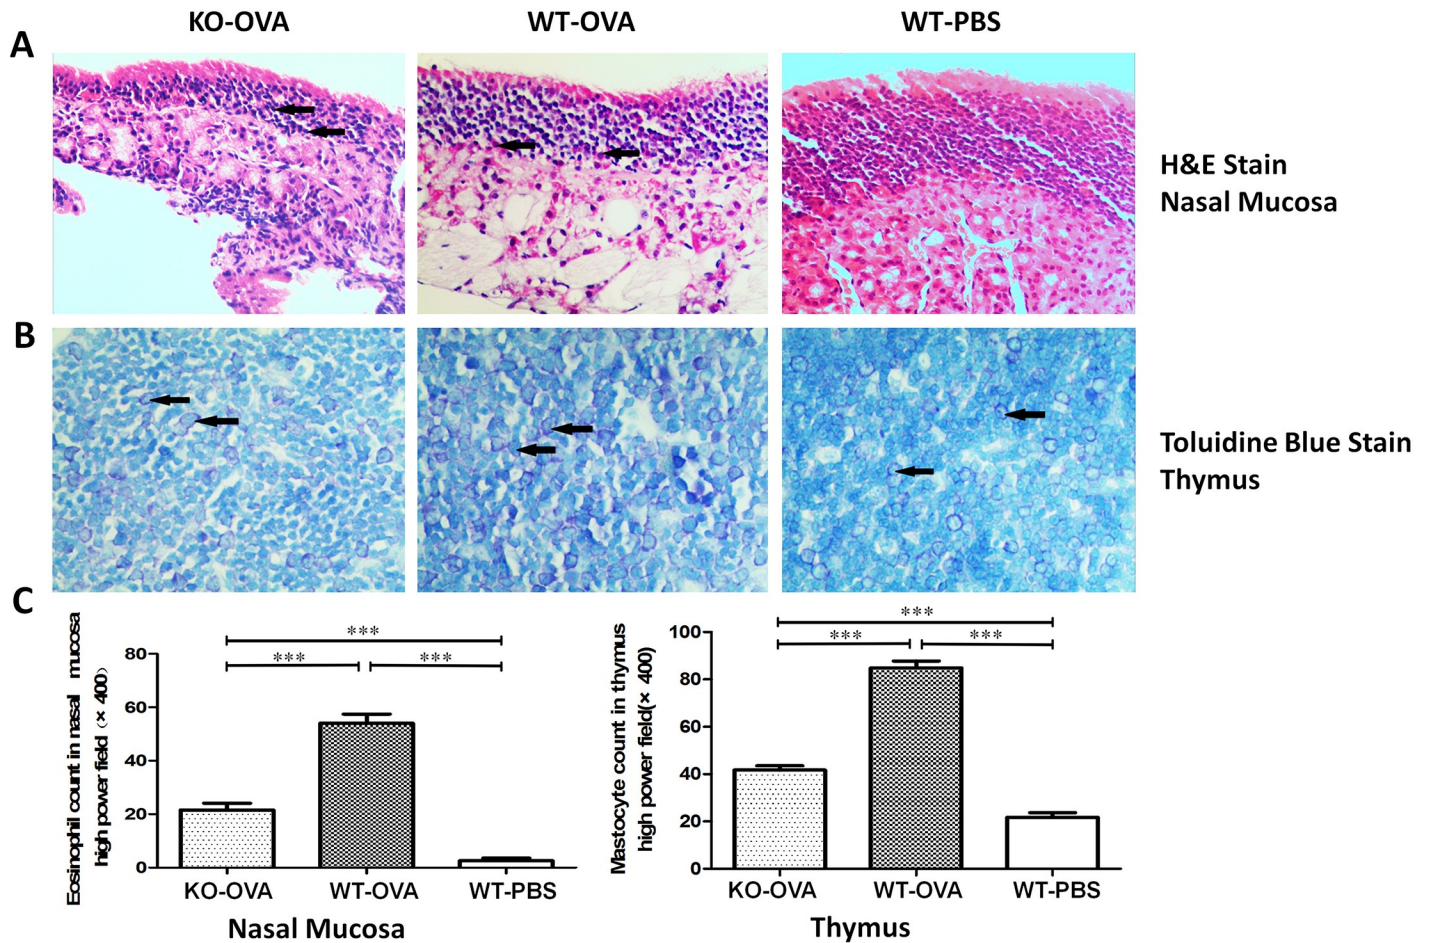 KO-OVA
WT-OVA
WT-PBS
A
H&E Stain
Nasal Mucosa
B
Toluidine Blue Stain
Thymus
C
Eosinophil count in nasal mucosa
high power field (× 400)
80
60
40
20
0
***
***
***
KO-OVA
WT-OVA
WT-PBS
Nasal Mucosa
Mastocyte count in thymus
high power field(× 400)
100
80
60
40
20
0
***
***
***
KO-OVA
WT-OVA
WT-PBS
Thymus